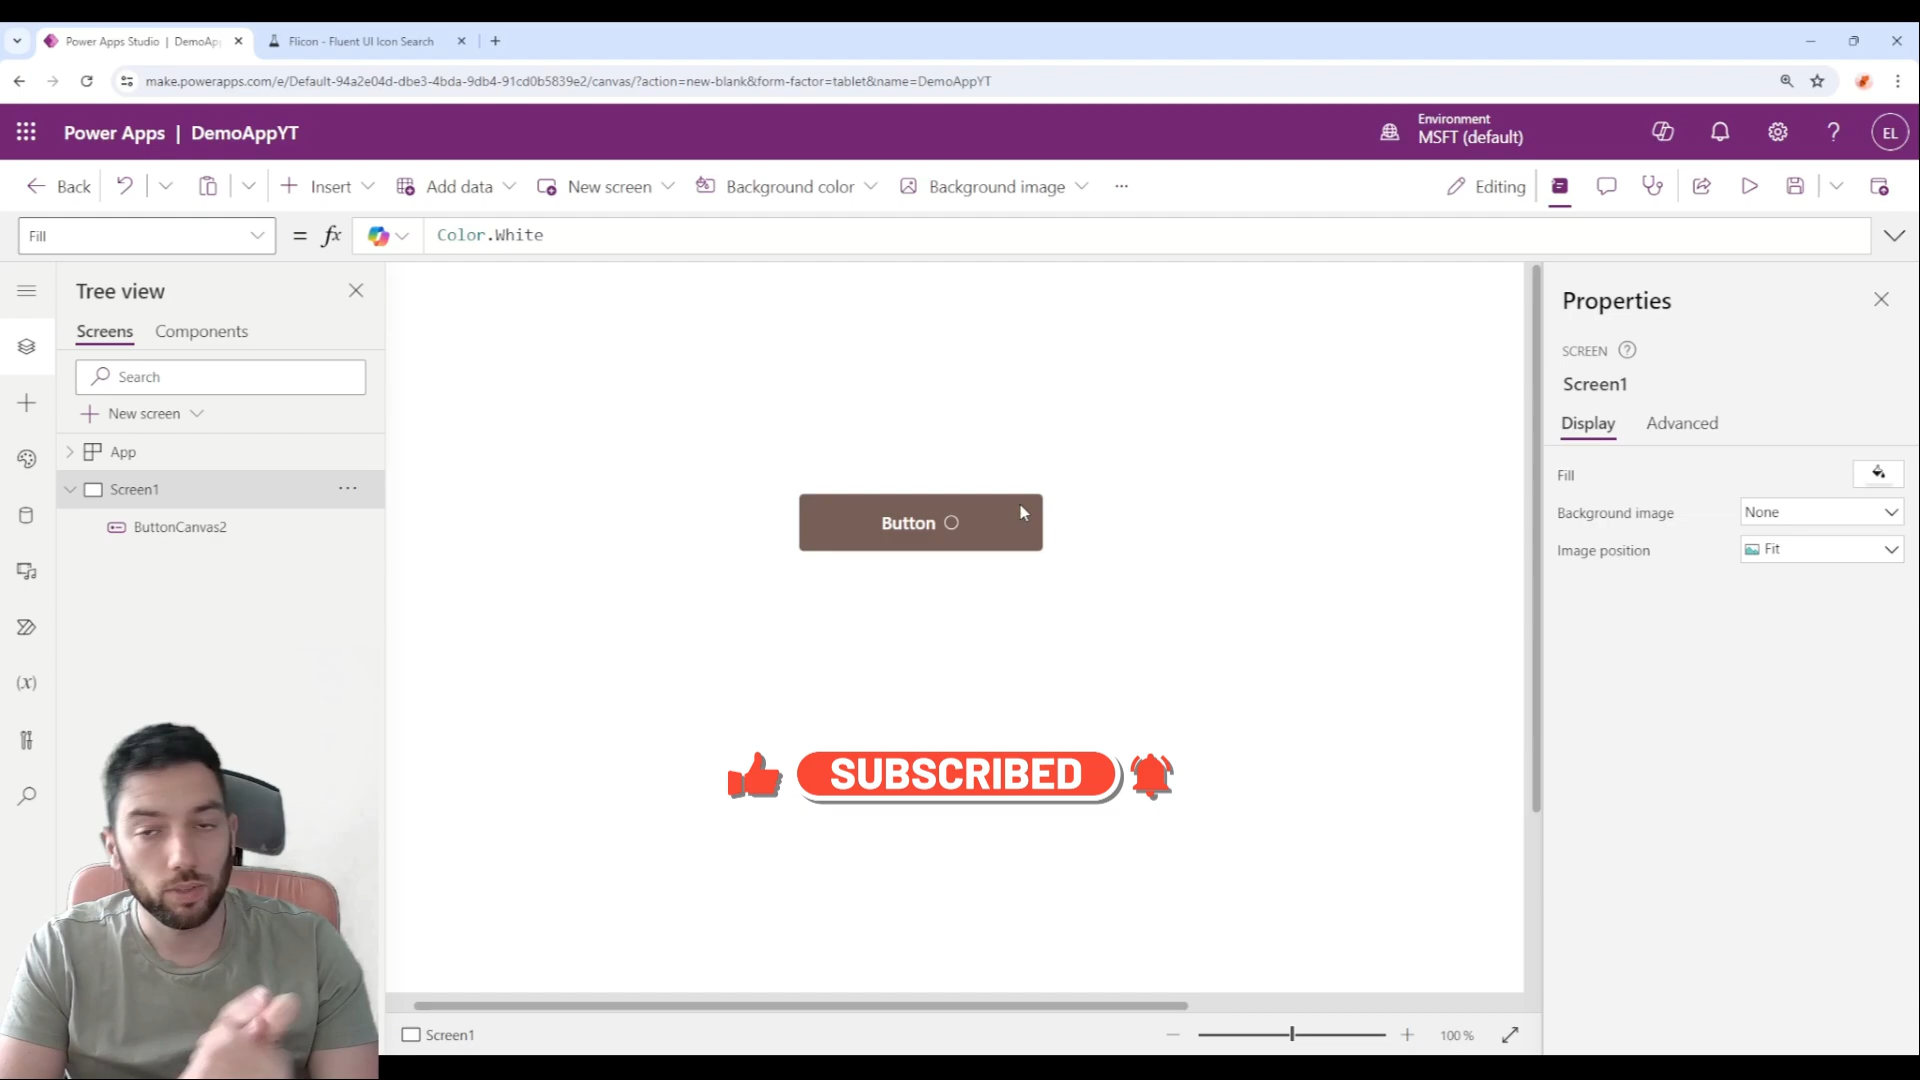 Power Apps Studio | DemoApp
Flicon - Fluent UI Icon Search
make.powerapps.com/e/Default-94a2e04d-dbe3-4bda-9db4-91cd0b5839e2/canvas/?action=new-blank&form-factor=tablet&name=DemoAppYT
Power Apps | DemoAppYT
Environment
MSFT (default)
EL
Back
Insert
Add data
New screen
Background color
Background image
Editing
Fill
= fx
Color.White
Tree view
Screens
Components
Search
New screen
App
Screen1
ButtonCanvas2
(x)
Button
SUBSCRIBED
Properties
SCREEN
Screen1
Display
Advanced
Fill
Background image
None
Image position
Fit
Screen1
100 %